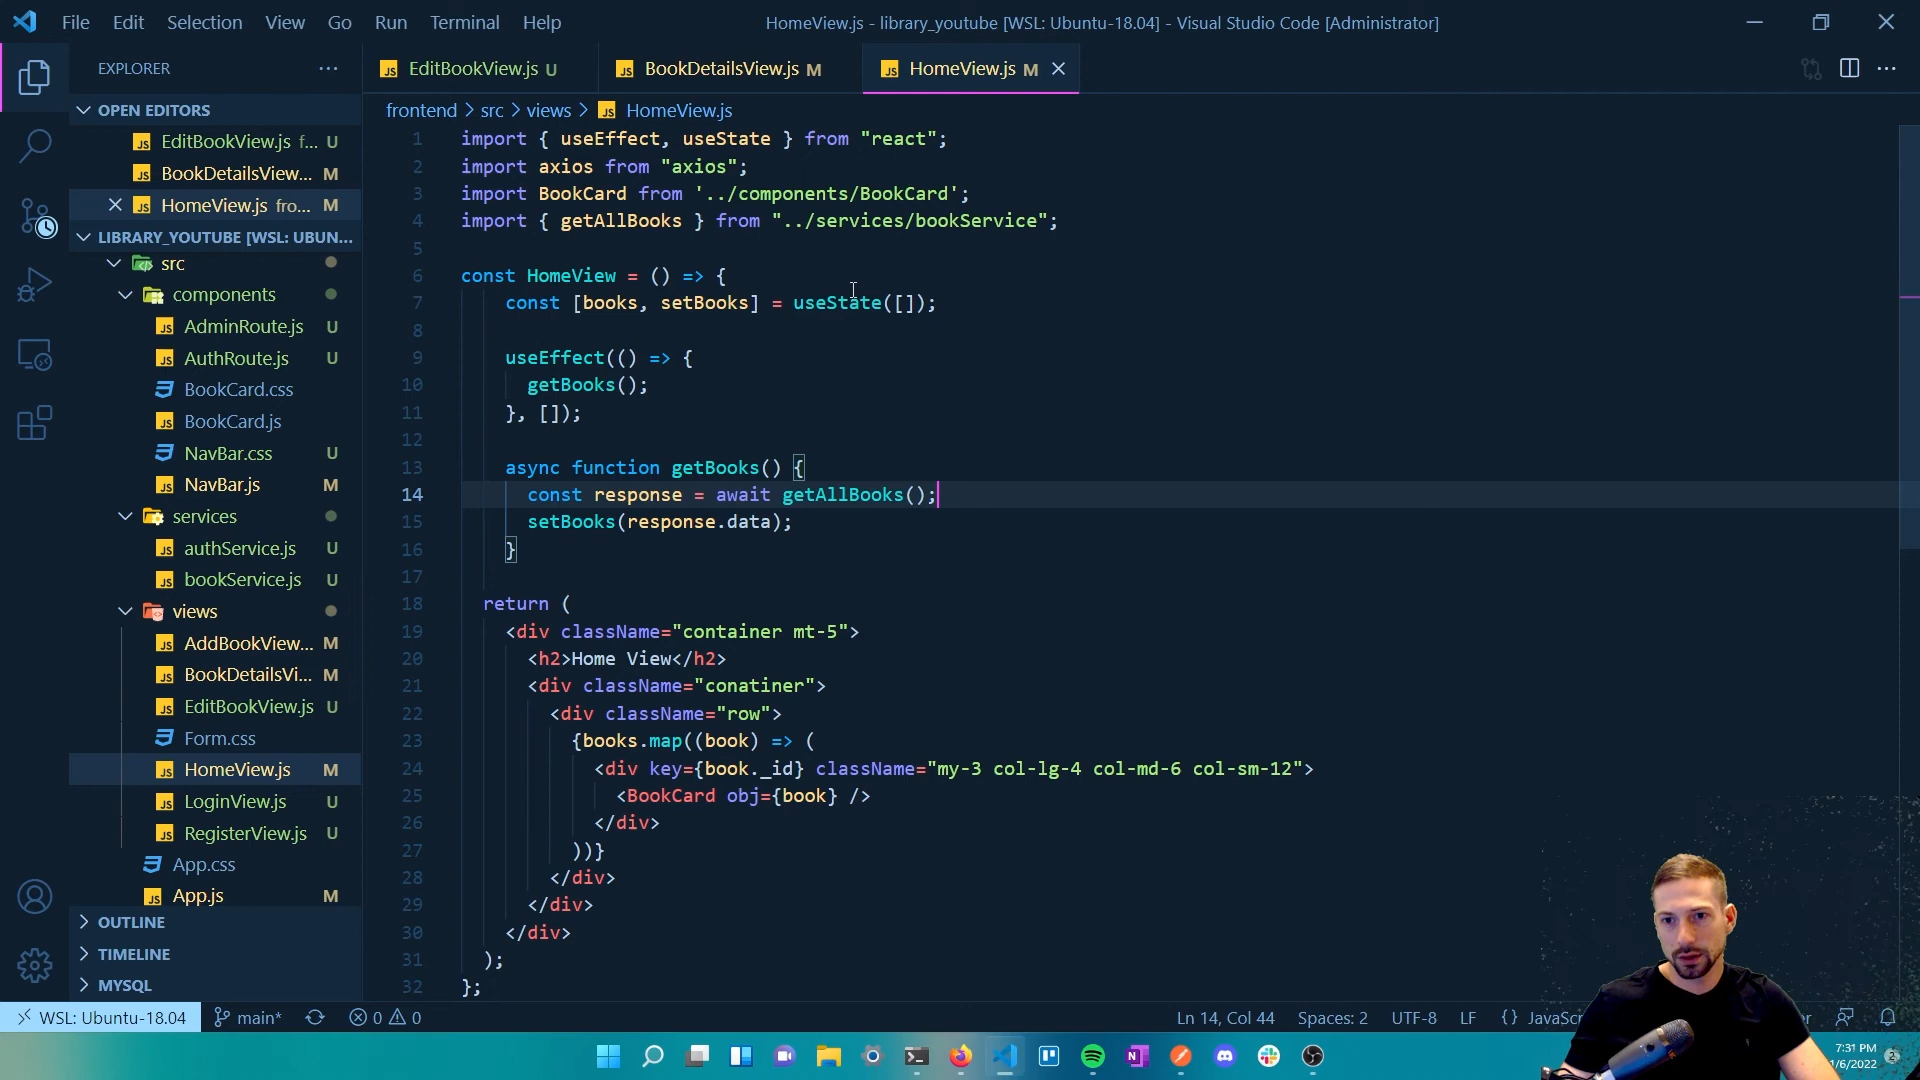 File Edit Selection View Go Run Terminal Help
HomeView.js - library_youtube [WSL: Ubuntu-18.04] - Visual Studio Code [Administrator]
EXPLORER
OPEN EDITORS
EditBookView.js f... U
BookDetailsView... M
HomeView.js fro... M
LIBRARY_YOUTUBE [WSL: UBUN...
src
components
AdminRoute.js U
AuthRoute.js U
BookCard.css
BookCard.js
NavBar.css U
NavBar.js M
services
authService.js U
bookService.js U
views
AddBookView... M
BookDetailsVi... M
EditBookView.js U
Form.css
HomeView.js M
LoginView.js U
RegisterView.js U
App.css
App.js M
OUTLINE
TIMELINE
MYSQL
EditBookView.js U
BookDetailsView.js M
HomeView.js M
frontend > src > views > HomeView.js
1 import { useEffect, useState } from "react";
2 import axios from "axios";
3 import BookCard from '../components/BookCard';
4 import { getAllBooks } from "../services/bookService";
5
6 const HomeView = () => {
7 const [books, setBooks] = useState([]);
8
9 useEffect(() => {
10 getBooks();
11 }, []);
12
13 async function getBooks() {
14 const response = await getAllBooks();
15 setBooks(response.data);
16 }
17
18 return (
19 <div className="container mt-5">
20 <h2>Home View</h2>
21 <div className="conatiner">
22 <div className="row">
23 {books.map((book) => (
24 <div key={book._id} className="my-3 col-lg-4 col-md-6 col-sm-12">
25 <BookCard obj={book} />
26 </div>
27 ))}
28 </div>
29 </div>
30 </div>
31 );
32 };
WSL: Ubuntu-18.04 main* 0 0
Ln 14, Col 44 Spaces: 2 UTF-8 LF {}
7:31 PM
1/6/2022
2